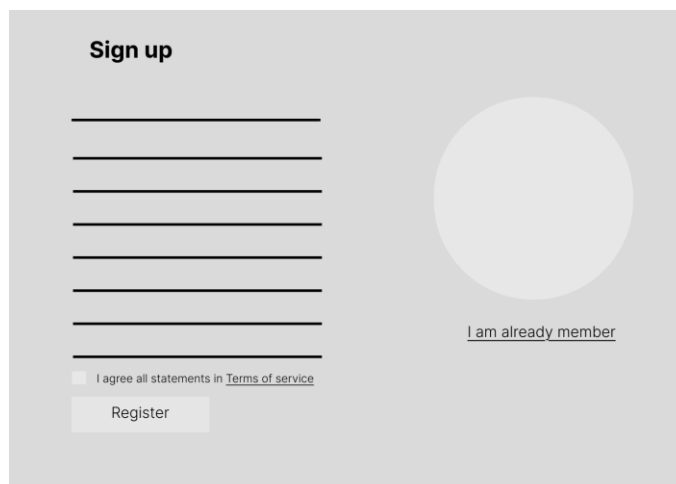 Sign up
I agree all statements in Terms of service
Register
I am already member